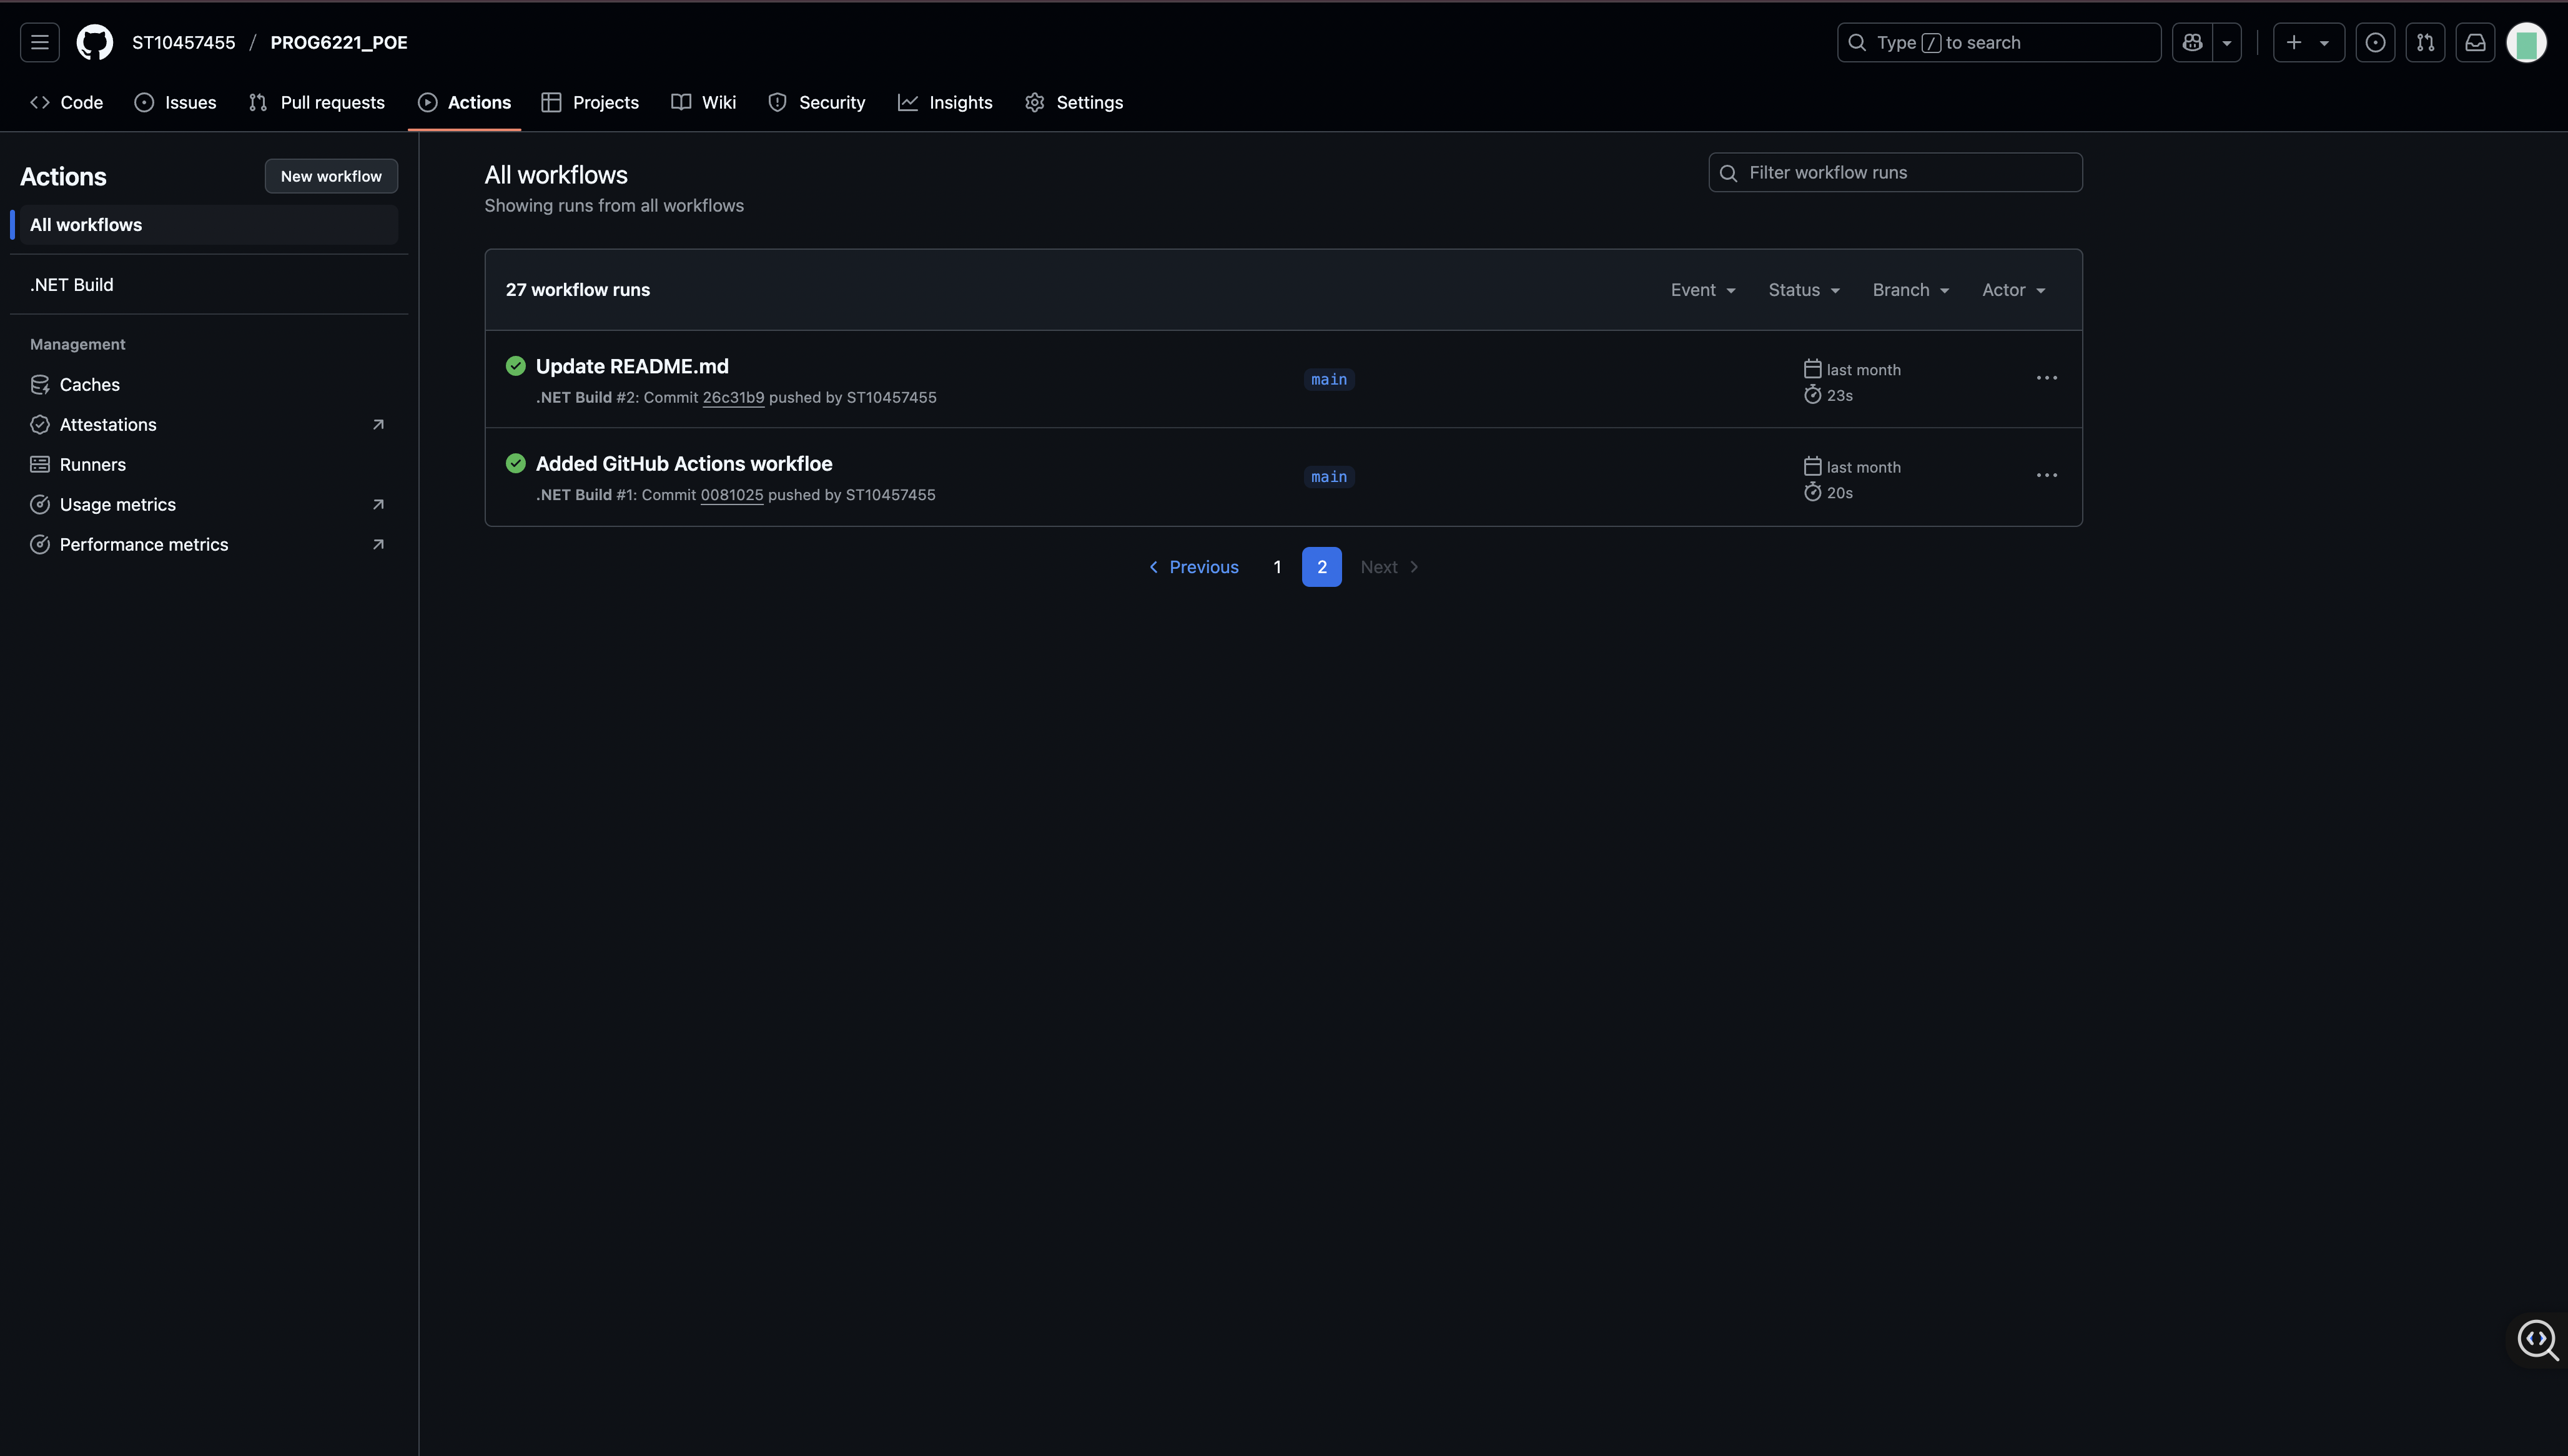 ST10457455 / PROG6221_POE
Type / to search
Code Issues Pull requests Actions Projects Wiki Security Insights Settings
Actions
New workflow
All workflows
.NET Build
Management
Caches
Attestations
Runners
Usage metrics
Performance metrics
All workflows
Showing runs from all workflows
Filter workflow runs
27 workflow runs
Event Status Branch Actor
Update README.md
.NET Build #2: Commit 26c31b9 pushed by ST10457455
main
last month
23s
Added GitHub Actions workfloe
.NET Build #1: Commit 0081025 pushed by ST10457455
main
last month
20s
Previous 1 2 Next